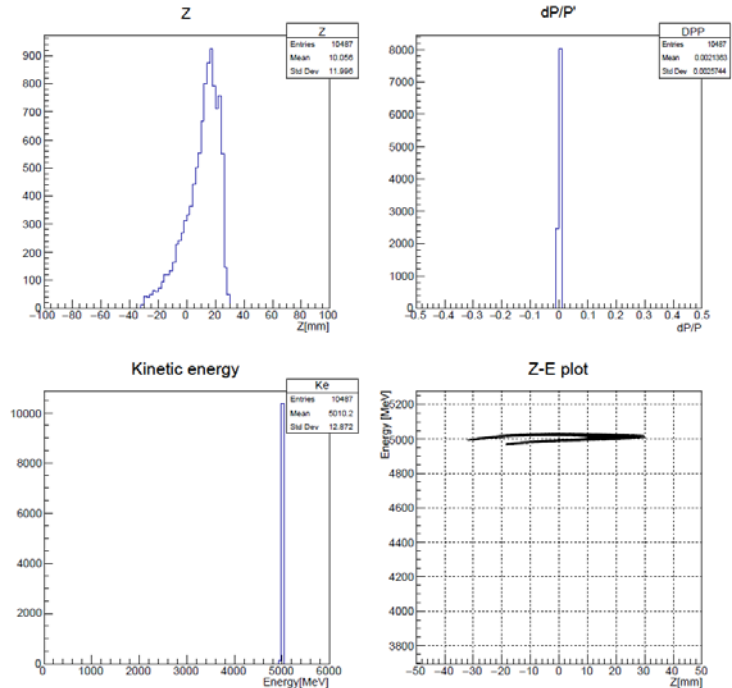 Z
Z
Entries 10487
Mean 10.056
Std Dev 11.996
900
800
700
600
500
400
300
200
100
0
−100 −80 −60 −40 −20 0 20 40 60 80 100
Z[mm]
dP/P'
DPP
Entries 10487
Mean 0.0021363
Std Dev 0.0025744
8000
7000
6000
5000
4000
3000
2000
1000
0
−0.5 −0.4 −0.3 −0.2 −0.1 0 0.1 0.2 0.3 0.4 0.5
dP/P
Kinetic energy
Ke
Entries 10487
Mean 5010.2
Std Dev 12.872
10000
8000
6000
4000
2000
0
0 1000 2000 3000 4000 5000 6000
Energy[MeV]
Z-E plot
Energy [MeV]
5200
5000
4800
4600
4400
4200
4000
3800
−50 −40 −30 −20 −10 0 10 20 30 40 50
Z[mm]